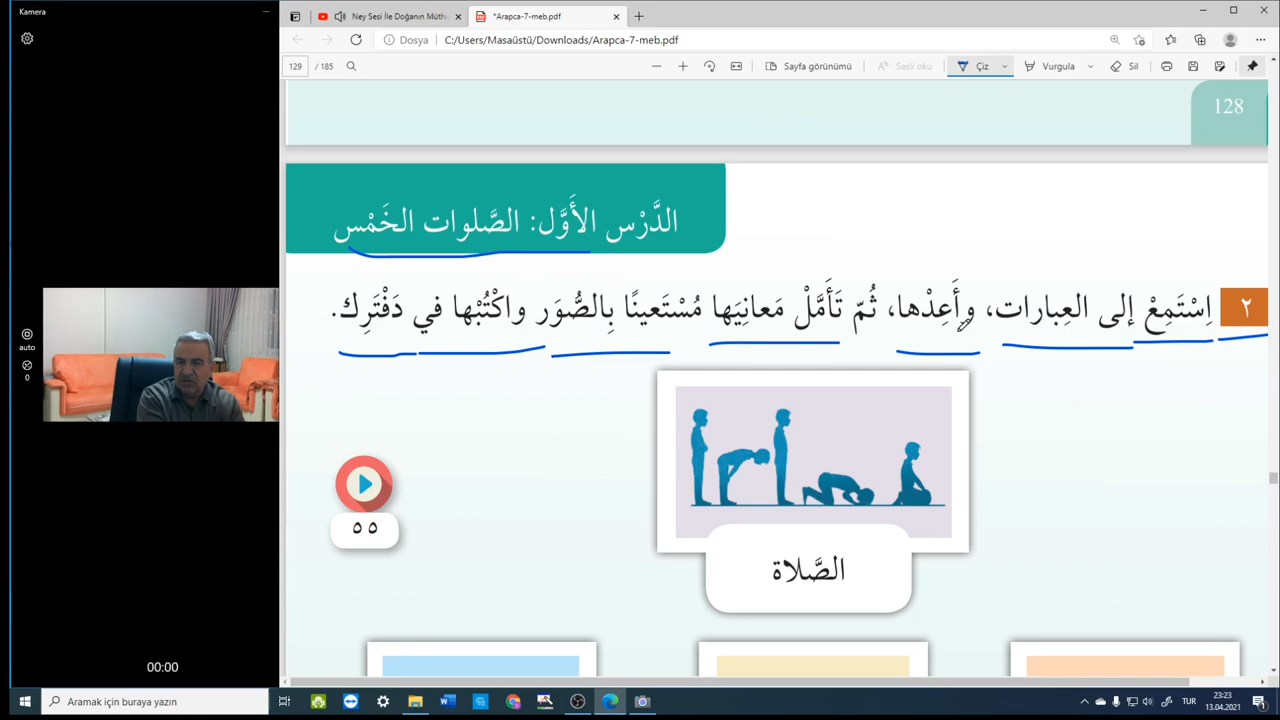 Kamera
Ney Sesi İle Doğanın Müthi
*Arapca-7-meb.pdf
Dosya
C:/Users/Masaüstü/Downloads/Arapca-7-meb.pdf
129 / 185
Sayfa görünümü
Sesli oku
Çiz
Vurgula
Sil
128
الدَّرْس الأَوَّل: الصَّلوات الخَمْس
٢ اِسْتَمِعْ إلى العِبارات، وأَعِدْها، ثُمّ تَأَمَّلْ مَعانِيَها مُسْتَعينًا بِالصُّوَر واكْتُبْها في دَفْتَرِك.
auto
0
٥٥
الصَّلاة
00:00
Aramak için buraya yazın
TUR
23:23
13.04.2021